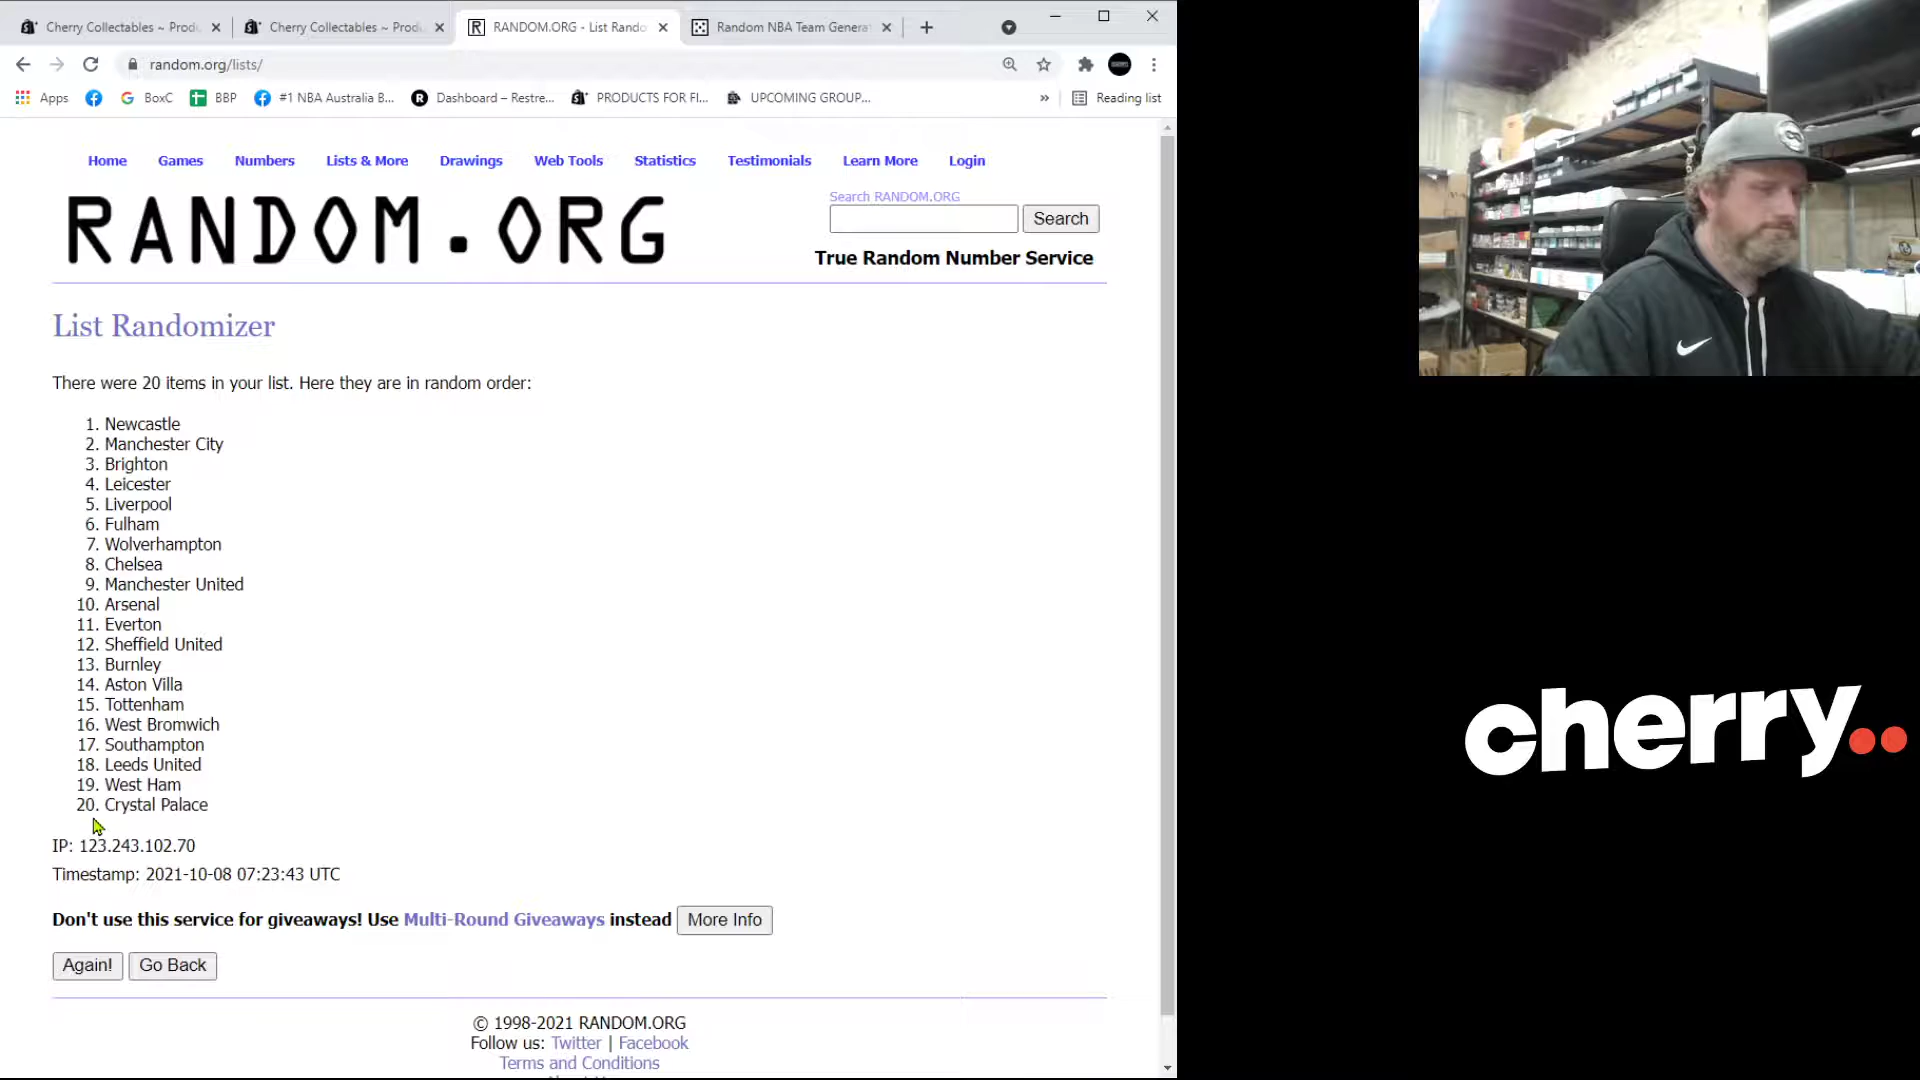 Cherry Collectables ~ Produ
Cherry Collectables ~ Produ
RANDOM.ORG - List Rando
Random NBA Team Genera
random.org/lists/
Apps
BoxC
BBP
#1 NBA Australia B...
Dashboard – Restre...
PRODUCTS FOR FI...
UPCOMING GROUP...
Reading list
Home
Games
Numbers
Lists & More
Drawings
Web Tools
Statistics
Testimonials
Learn More
Login
RANDOM.ORG
Search RANDOM.ORG
Search
True Random Number Service
List Randomizer
There were 20 items in your list. Here they are in random order:
1. Newcastle
2. Manchester City
3. Brighton
4. Leicester
5. Liverpool
6. Fulham
7. Wolverhampton
8. Chelsea
9. Manchester United
10. Arsenal
11. Everton
12. Sheffield United
13. Burnley
14. Aston Villa
15. Tottenham
16. West Bromwich
17. Southampton
18. Leeds United
19. West Ham
20. Crystal Palace
IP: 123.243.102.70
Timestamp: 2021-10-08 07:23:43 UTC
Don't use this service for giveaways! Use Multi-Round Giveaways instead
More Info
Again!
Go Back
© 1998-2021 RANDOM.ORG
Follow us: Twitter | Facebook
Terms and Conditions
cherry..